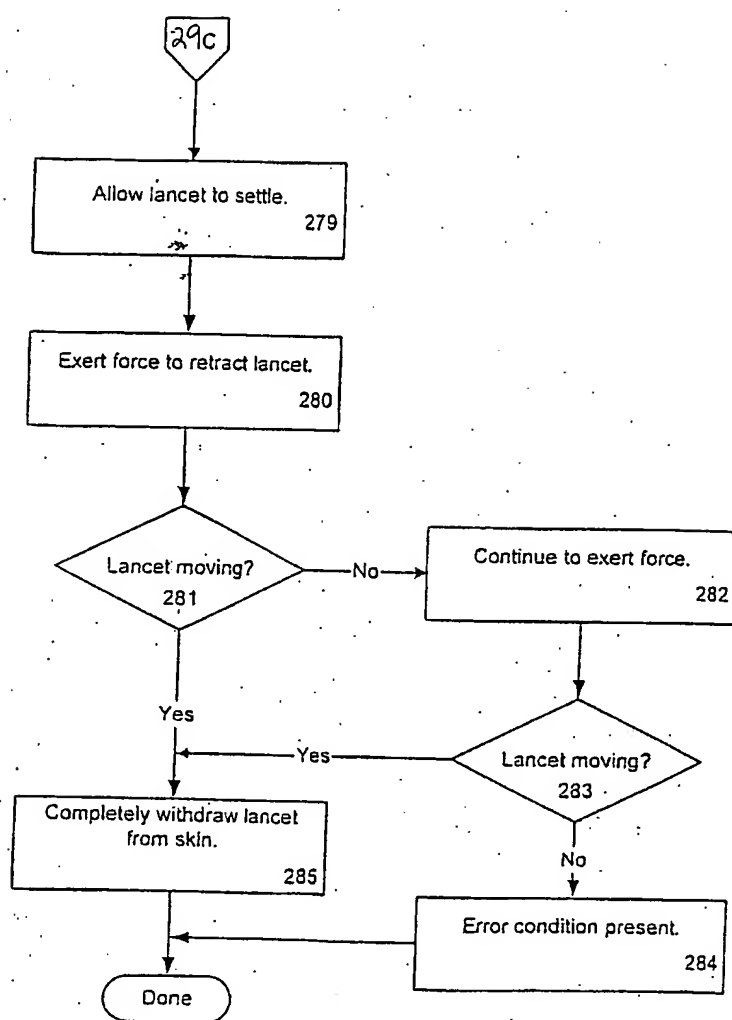 29c
Allow lancet to settle.
279
Exert force to retract lancet.
280
Lancet moving?
281
No
Continue to exert force.
282
Yes
Yes
Lancet moving?
283
Completely withdraw lancet
from skin.
285
No
Error condition present.
284
Done